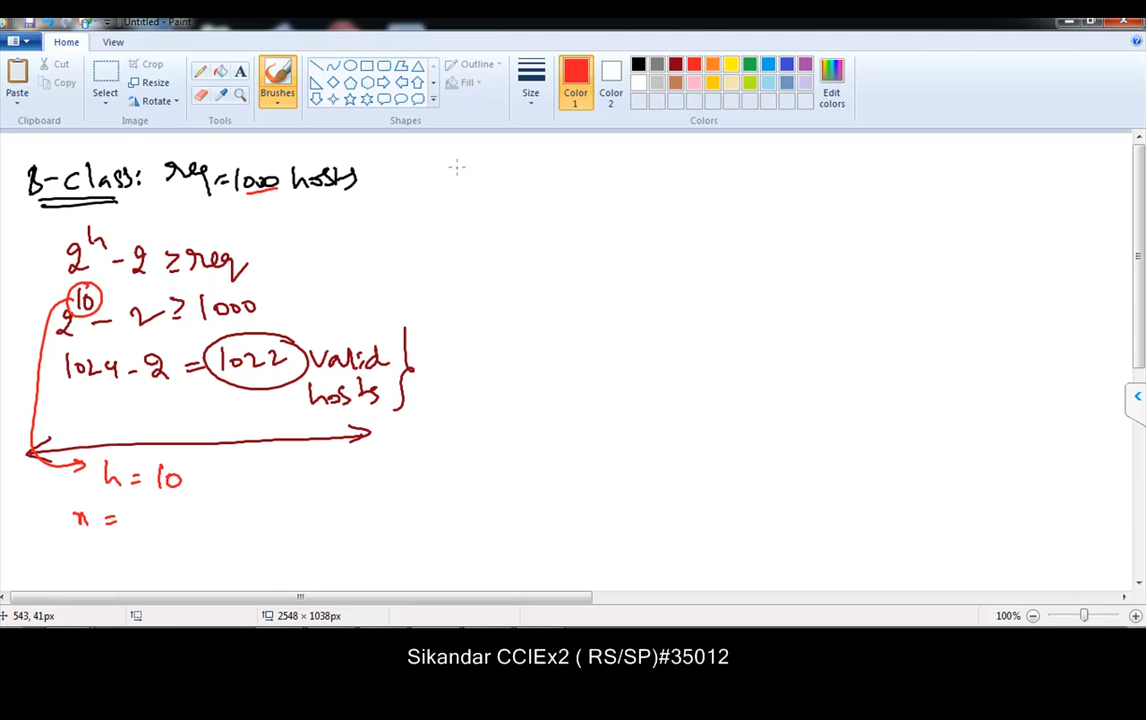 Untitled - Paint
Home View
Cut
Copy
Paste
Clipboard
Select
Crop
Resize
Rotate
Image
Tools
Brushes
Shapes
Outline
Fill
Size
Color 1
Color 2
Edit colors
Colors
B-class: req=1000 hosts
2^h - 2 ≥ req
2^10 - 2 ≥ 1000
1024 - 2 = 1022 valid hosts
h = 10
n =
543, 41px
2548 × 1038px
100%
Sikandar CCIEx2 ( RS/SP)#35012